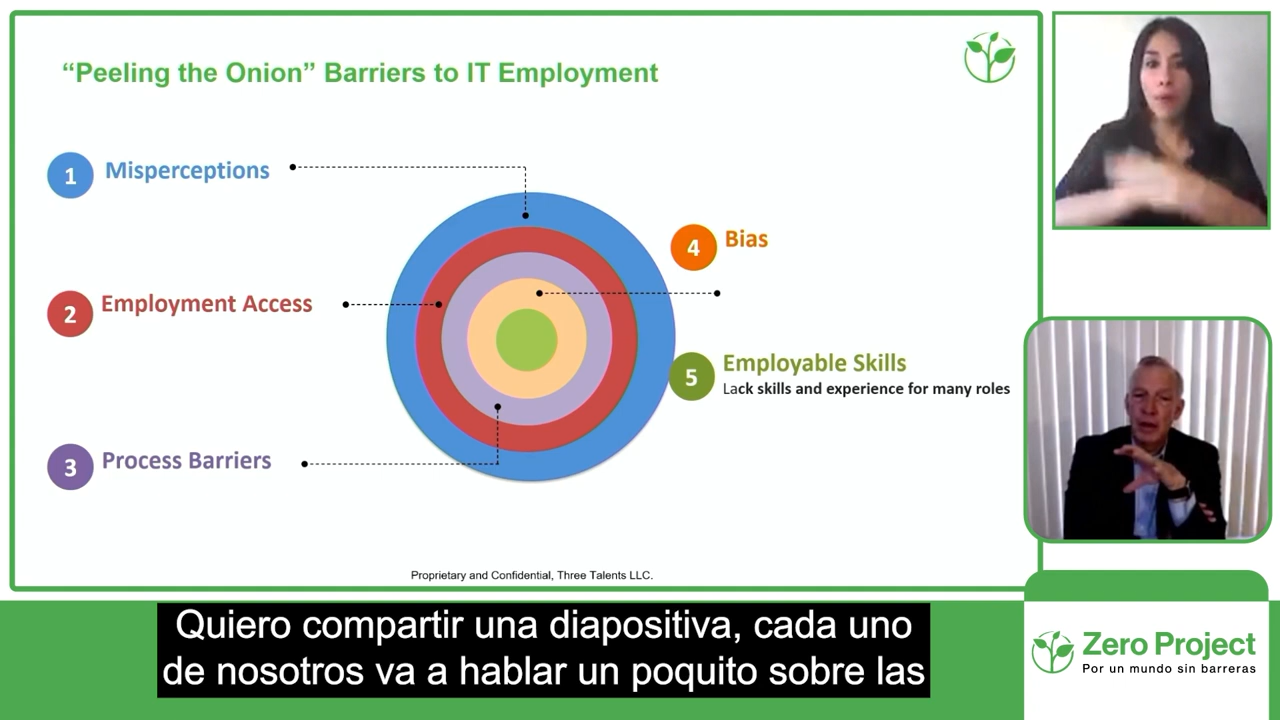 “Peeling the Onion” Barriers to IT Employment
1 Misperceptions
2 Employment Access
3 Process Barriers
4 Bias
5 Employable Skills
Lack skills and experience for many roles
Proprietary and Confidential, Three Talents LLC.
Quiero compartir una diapositiva, cada uno
de nosotros va a hablar un poquito sobre las
Zero Project
Por un mundo sin barreras